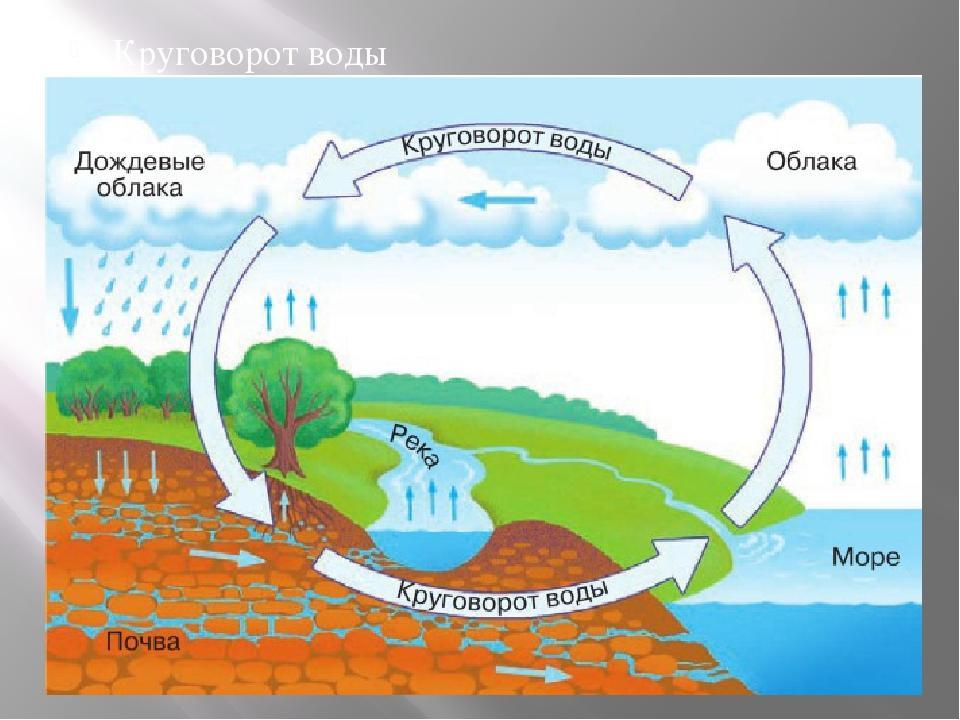 Круговорот воды
Круговорот воды
Дождевые
облака
Облака
Река
Море
Круговорот воды
Почва